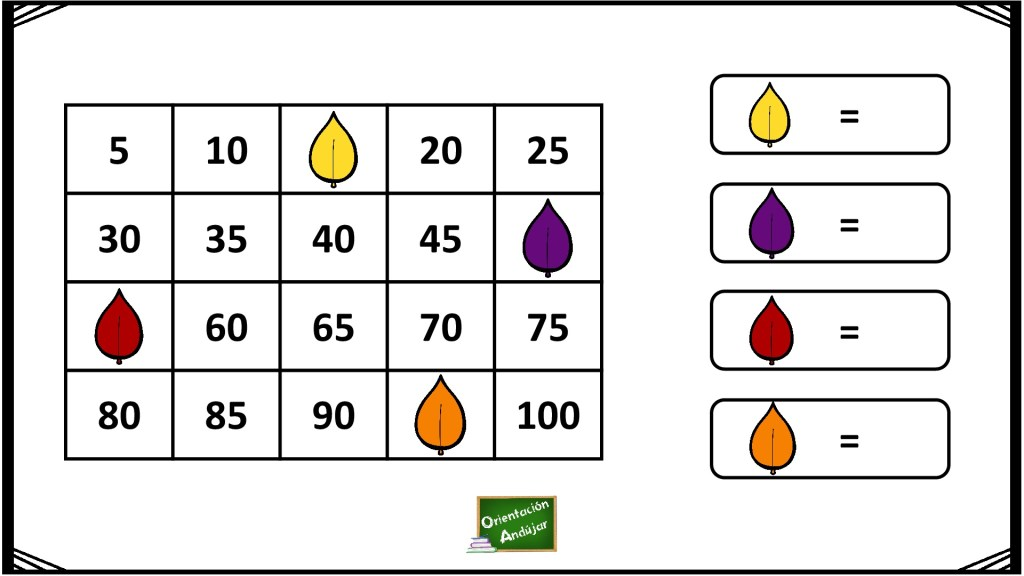 5 10 20 25
30 35 40 45
60 65 70 75
80 85 90 100
=
=
=
=
Orientación
Andújar